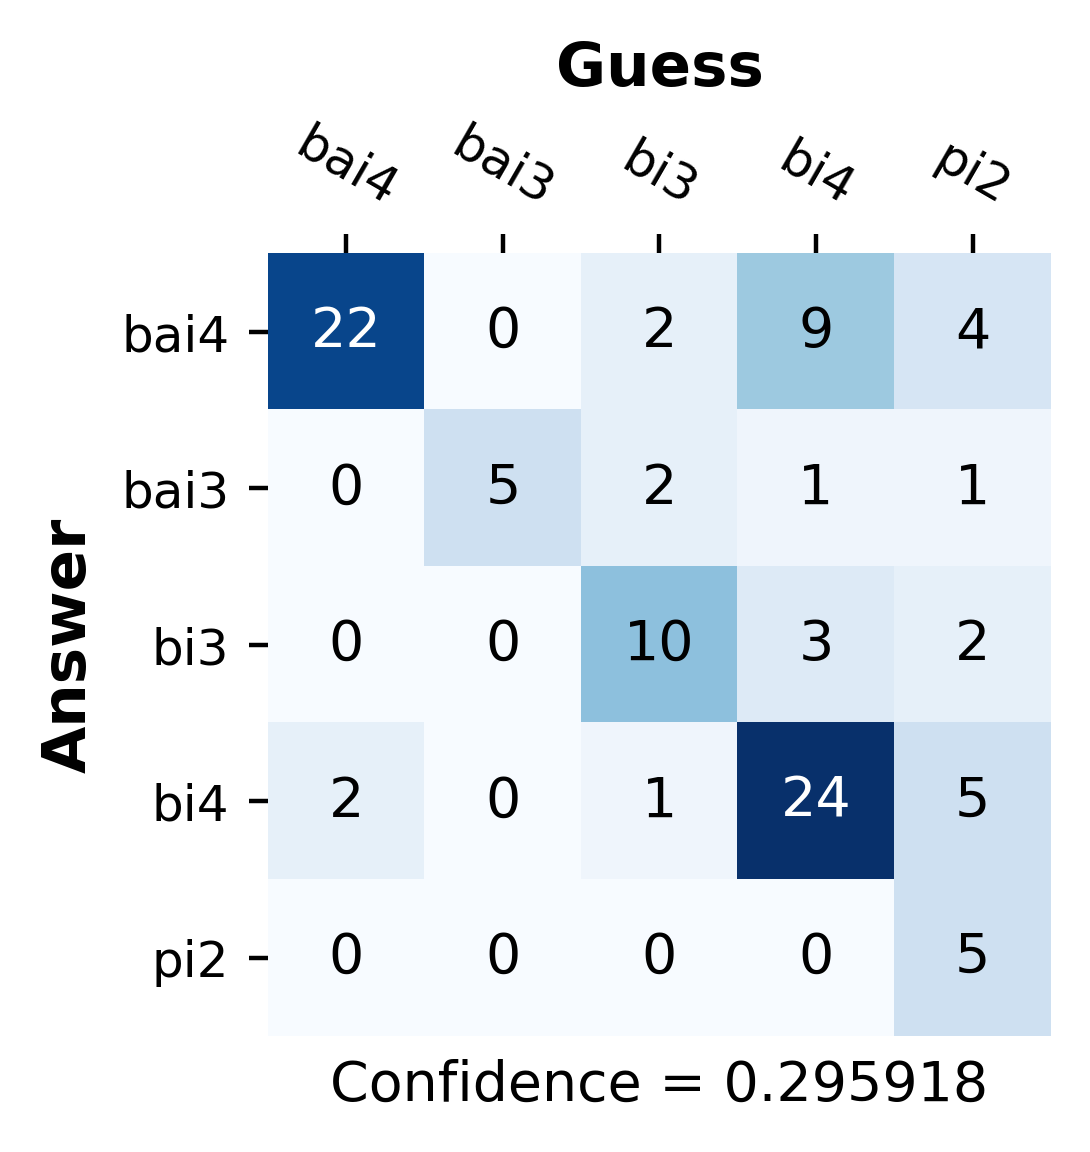 Guess
bai4 bai3 bi3 bi4 pi2
Answer
bai4 22 0 2 9 4
bai3 0 5 2 1 1
bi3 0 0 10 3 2
bi4 2 0 1 24 5
pi2 0 0 0 0 5
Confidence = 0.295918